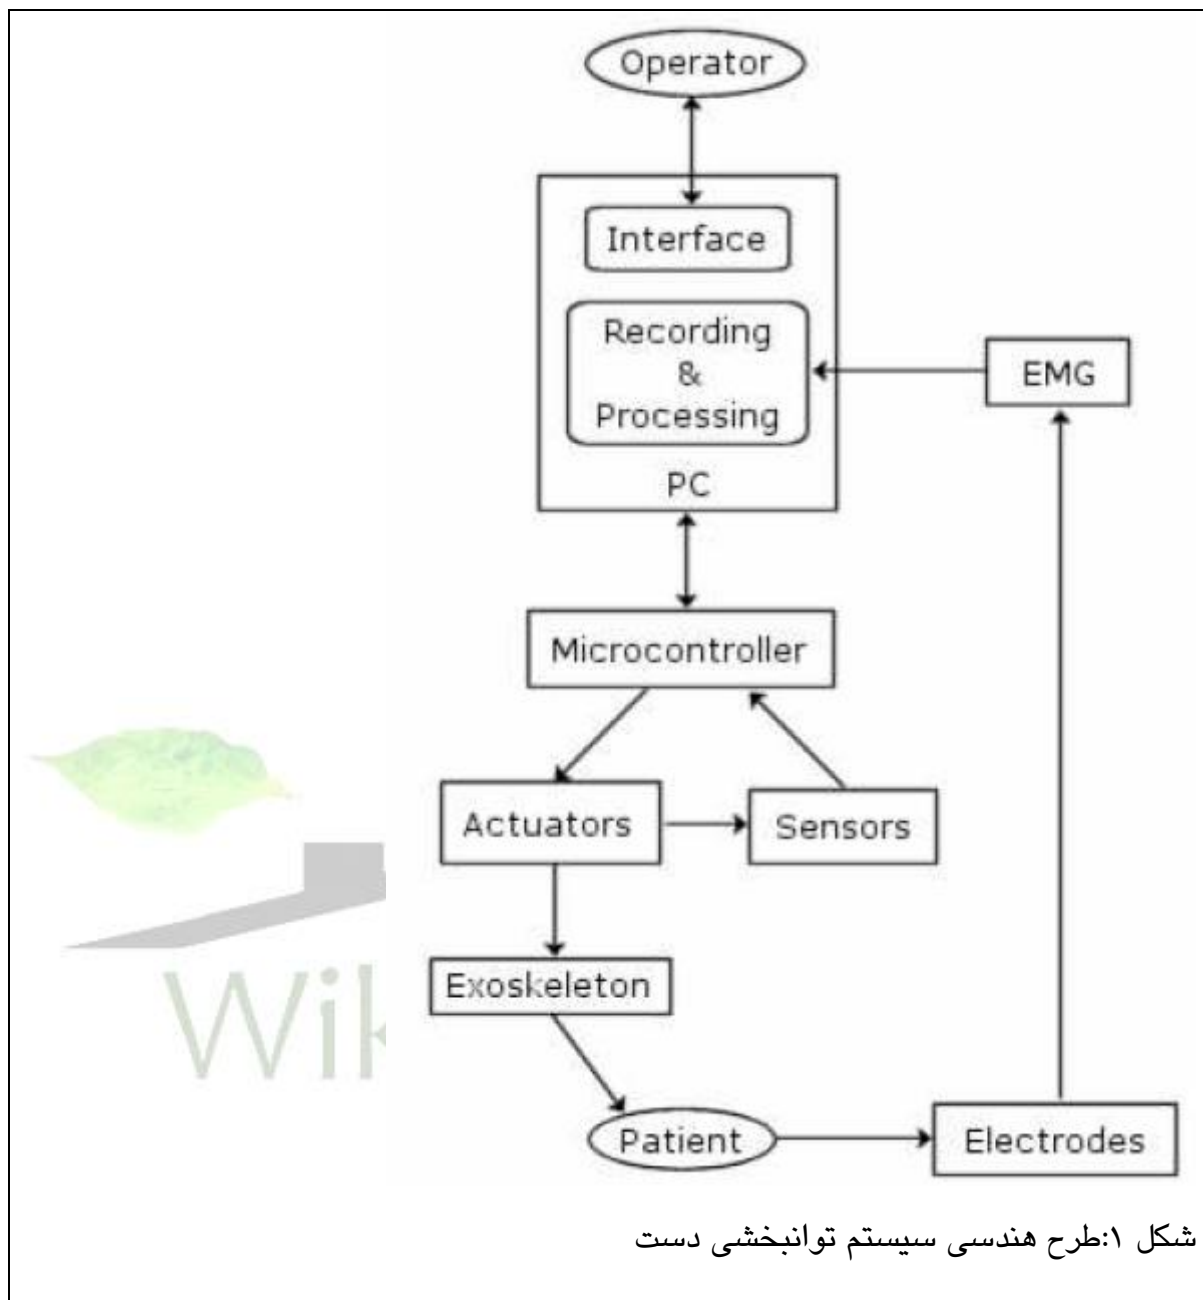 Operator
Interface
Recording
&
Processing
PC
EMG
Microcontroller
Actuators
Sensors
Exoskeleton
Wik
Patient
Electrodes
شکل ۱:طرح هندسی سیستم توانبخشی دست